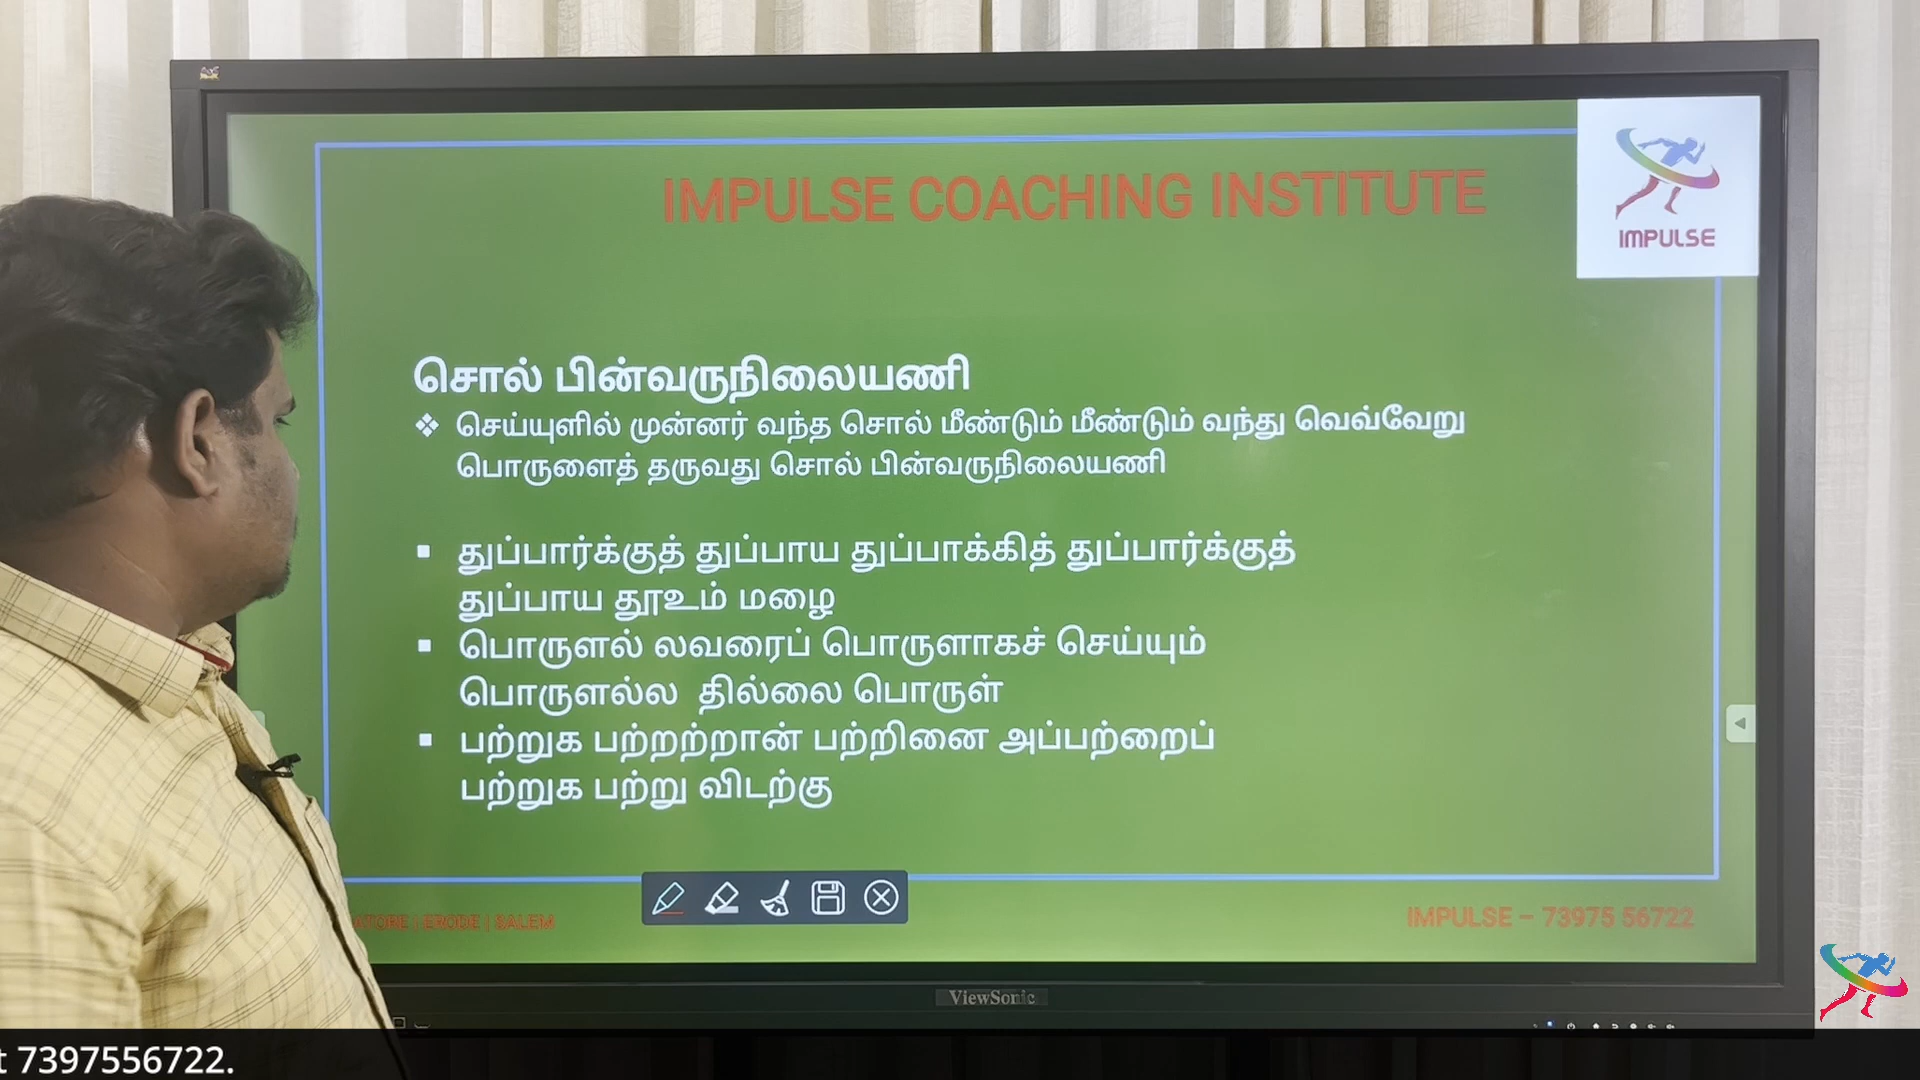 IMPULSE COACHING INSTITUTE
IMPULSE
சொல் பின்வருநிலையணி
❖ செய்யுளில் முன்னர் வந்த சொல் மீண்டும் மீண்டும் வந்து வெவ்வேறு
பொருளைத் தருவது சொல் பின்வருநிலையணி
▪ துப்பார்க்குத் துப்பாய துப்பாக்கித் துப்பார்க்குத்
துப்பாய தூஉம் மழை
▪ பொருளல் லவரைப் பொருளாகச் செய்யும்
பொருளல்ல தில்லை பொருள்
▪ பற்றுக பற்றற்றான் பற்றினை அப்பற்றைப்
பற்றுக பற்று விடற்கு
| ERODE | SALEM
IMPULSE – 73975 56722
ViewSonic
t 7397556722.